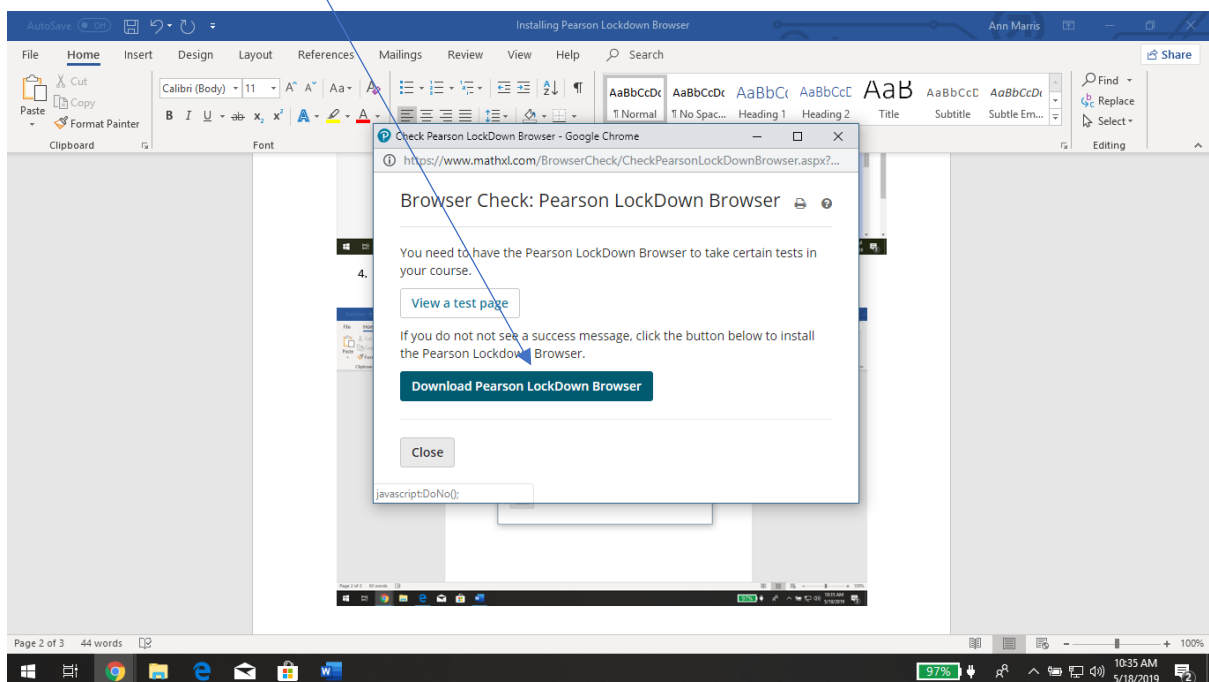 AutoSave Off Installing Pearson Lockdown Browser Ann Marris
File Home Insert Design Layout References Mailings Review View Help Search Share
Cut
Copy
Paste
Format Painter
Calibri (Body) 11
AaBbCcDc AaBbCcDc AaBbCc AaBbCcE AaB AaBbCcD AaBbCcDc
¶ Normal ¶ No Spac... Heading 1 Heading 2 Title Subtitle Subtle Em...
Find
Replace
Select
Clipboard Font Editing
Check Pearson LockDown Browser - Google Chrome
https://www.mathxl.com/BrowserCheck/CheckPearsonLockDownBrowser.aspx?...
Browser Check: Pearson LockDown Browser
4.
You need to have the Pearson LockDown Browser to take certain tests in
your course.
View a test page
If you do not not see a success message, click the button below to install
the Pearson Lockdown Browser.
Download Pearson LockDown Browser
Close
javascript:DoNo();
Page 2 of 3 44 words 100%
97% 10:35 AM
5/18/2019 2